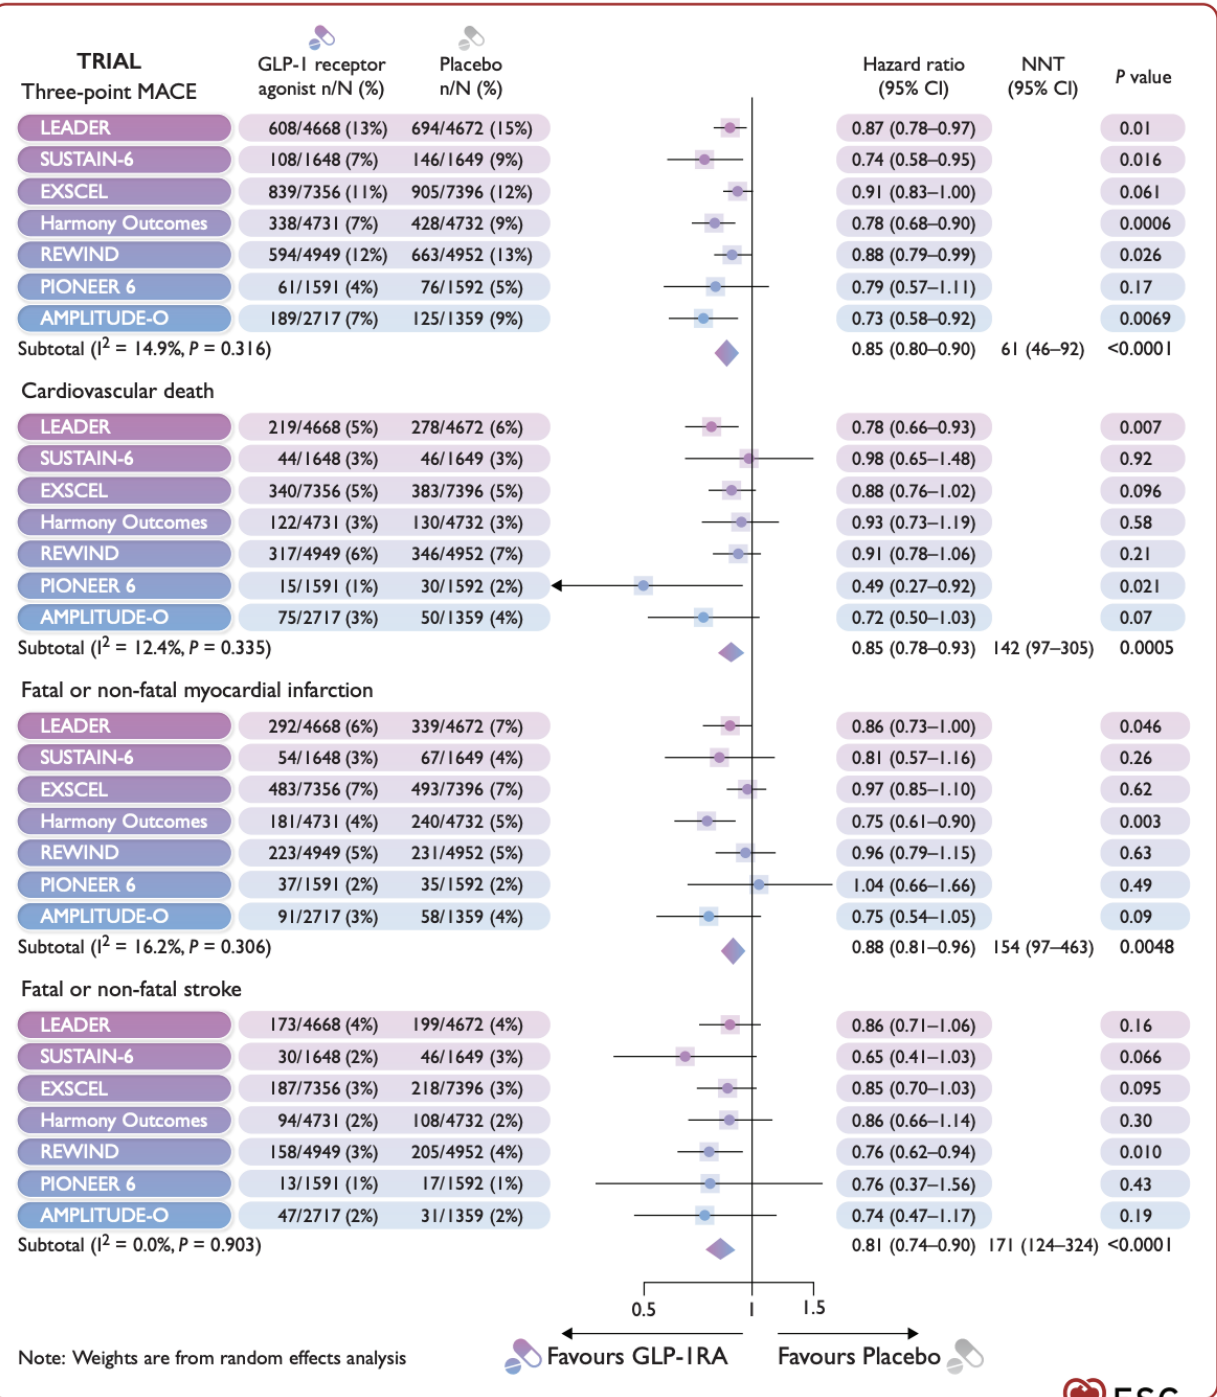 TRIAL GLP-1 receptor Placebo Hazard ratio NNT P value
Three-point MACE agonist n/N (%) n/N (%) (95% CI) (95% CI)
LEADER 608/4668 (13%) 694/4672 (15%) 0.87 (0.78–0.97) 0.01
SUSTAIN-6 108/1648 (7%) 146/1649 (9%) 0.74 (0.58–0.95) 0.016
EXSCEL 839/7356 (11%) 905/7396 (12%) 0.91 (0.83–1.00) 0.061
Harmony Outcomes 338/4731 (7%) 428/4732 (9%) 0.78 (0.68–0.90) 0.0006
REWIND 594/4949 (12%) 663/4952 (13%) 0.88 (0.79–0.99) 0.026
PIONEER 6 61/1591 (4%) 76/1592 (5%) 0.79 (0.57–1.11) 0.17
AMPLITUDE-O 189/2717 (7%) 125/1359 (9%) 0.73 (0.58–0.92) 0.0069
Subtotal (I² = 14.9%, P = 0.316) 0.85 (0.80–0.90) 61 (46–92) <0.0001
Cardiovascular death
LEADER 219/4668 (5%) 278/4672 (6%) 0.78 (0.66–0.93) 0.007
SUSTAIN-6 44/1648 (3%) 46/1649 (3%) 0.98 (0.65–1.48) 0.92
EXSCEL 340/7356 (5%) 383/7396 (5%) 0.88 (0.76–1.02) 0.096
Harmony Outcomes 122/4731 (3%) 130/4732 (3%) 0.93 (0.73–1.19) 0.58
REWIND 317/4949 (6%) 346/4952 (7%) 0.91 (0.78–1.06) 0.21
PIONEER 6 15/1591 (1%) 30/1592 (2%) 0.49 (0.27–0.92) 0.021
AMPLITUDE-O 75/2717 (3%) 50/1359 (4%) 0.72 (0.50–1.03) 0.07
Subtotal (I² = 12.4%, P = 0.335) 0.85 (0.78–0.93) 142 (97–305) 0.0005
Fatal or non-fatal myocardial infarction
LEADER 292/4668 (6%) 339/4672 (7%) 0.86 (0.73–1.00) 0.046
SUSTAIN-6 54/1648 (3%) 67/1649 (4%) 0.81 (0.57–1.16) 0.26
EXSCEL 483/7356 (7%) 493/7396 (7%) 0.97 (0.85–1.10) 0.62
Harmony Outcomes 181/4731 (4%) 240/4732 (5%) 0.75 (0.61–0.90) 0.003
REWIND 223/4949 (5%) 231/4952 (5%) 0.96 (0.79–1.15) 0.63
PIONEER 6 37/1591 (2%) 35/1592 (2%) 1.04 (0.66–1.66) 0.49
AMPLITUDE-O 91/2717 (3%) 58/1359 (4%) 0.75 (0.54–1.05) 0.09
Subtotal (I² = 16.2%, P = 0.306) 0.88 (0.81–0.96) 154 (97–463) 0.0048
Fatal or non-fatal stroke
LEADER 173/4668 (4%) 199/4672 (4%) 0.86 (0.71–1.06) 0.16
SUSTAIN-6 30/1648 (2%) 46/1649 (3%) 0.65 (0.41–1.03) 0.066
EXSCEL 187/7356 (3%) 218/7396 (3%) 0.85 (0.70–1.03) 0.095
Harmony Outcomes 94/4731 (2%) 108/4732 (2%) 0.86 (0.66–1.14) 0.30
REWIND 158/4949 (3%) 205/4952 (4%) 0.76 (0.62–0.94) 0.010
PIONEER 6 13/1591 (1%) 17/1592 (1%) 0.76 (0.37–1.56) 0.43
AMPLITUDE-O 47/2717 (2%) 31/1359 (2%) 0.74 (0.47–1.17) 0.19
Subtotal (I² = 0.0%, P = 0.903) 0.81 (0.74–0.90) 171 (124–324) <0.0001
0.5 1 1.5
Note: Weights are from random effects analysis Favours GLP-1RA Favours Placebo
ESC